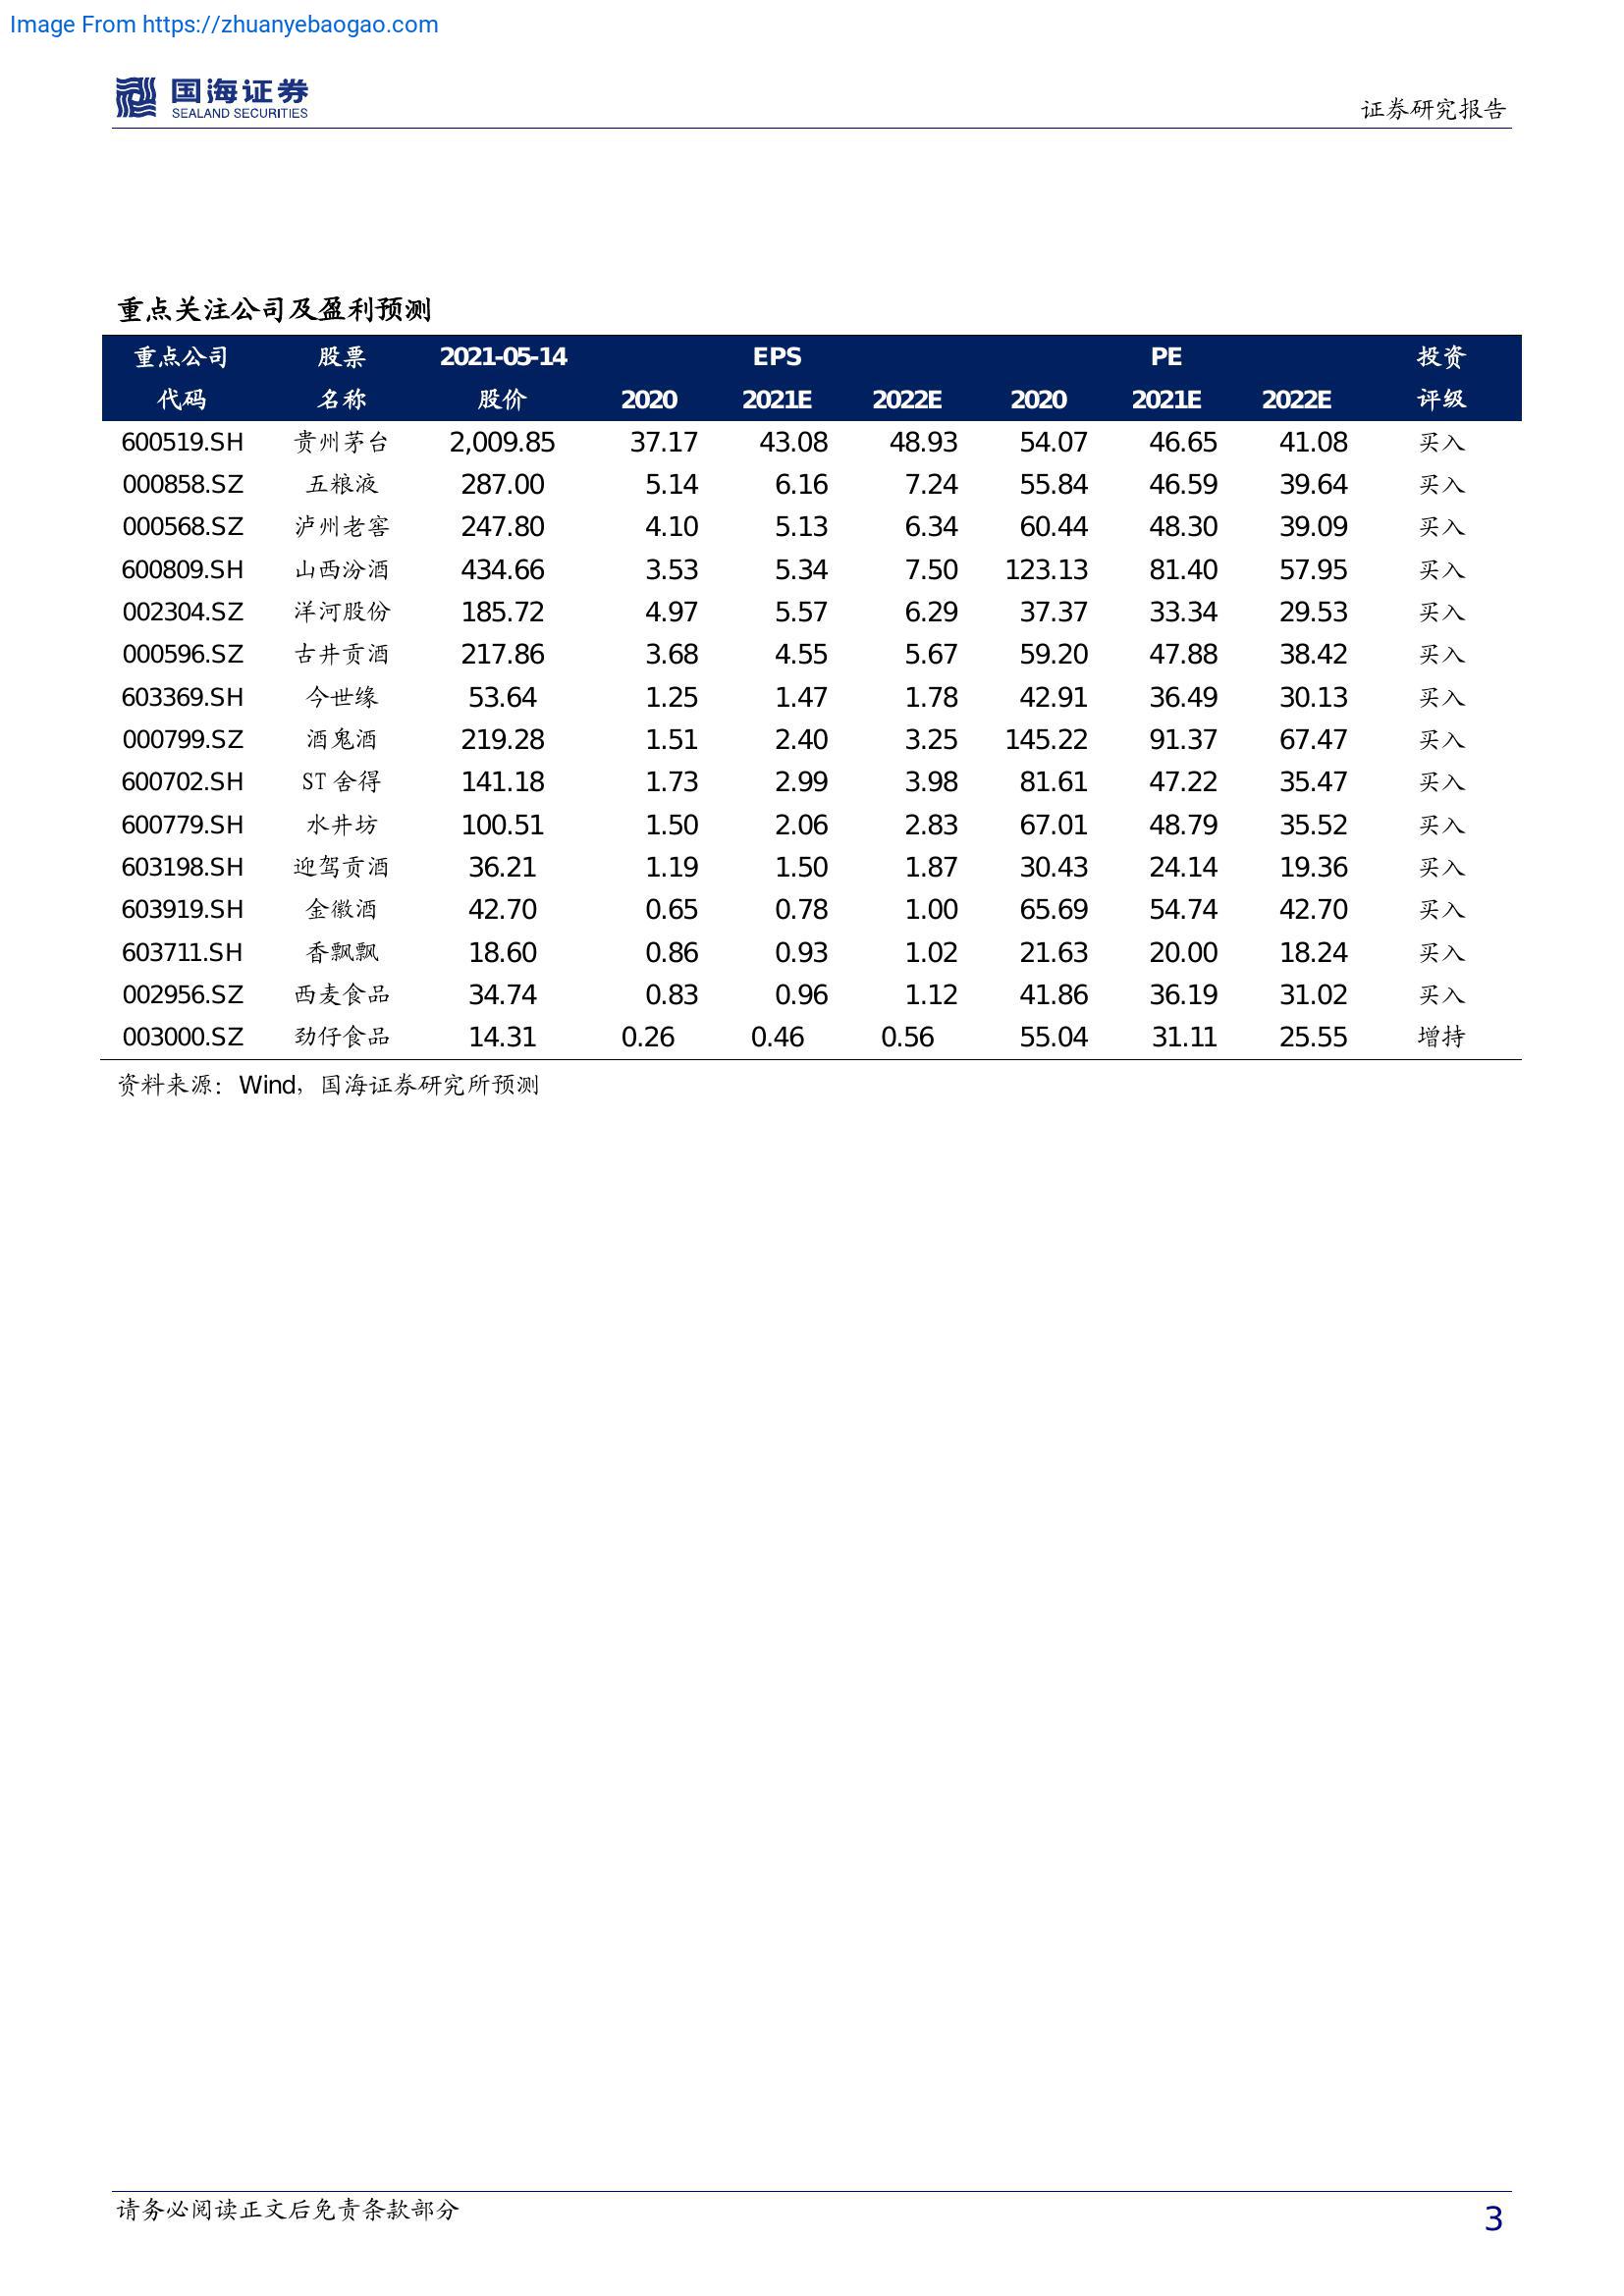 Image From https://zhuanyebaogao.com
国海证券
SEALAND SECURITIES
证券研究报告
重点关注公司及盈利预测
重点公司 股票 2021-05-14 EPS PE 投资
代码 名称 股价 2020 2021E 2022E 2020 2021E 2022E 评级
600519.SH 贵州茅台 2,009.85 37.17 43.08 48.93 54.07 46.65 41.08 买入
000858.SZ 五粮液 287.00 5.14 6.16 7.24 55.84 46.59 39.64 买入
000568.SZ 泸州老窖 247.80 4.10 5.13 6.34 60.44 48.30 39.09 买入
600809.SH 山西汾酒 434.66 3.53 5.34 7.50 123.13 81.40 57.95 买入
002304.SZ 洋河股份 185.72 4.97 5.57 6.29 37.37 33.34 29.53 买入
000596.SZ 古井贡酒 217.86 3.68 4.55 5.67 59.20 47.88 38.42 买入
603369.SH 今世缘 53.64 1.25 1.47 1.78 42.91 36.49 30.13 买入
000799.SZ 酒鬼酒 219.28 1.51 2.40 3.25 145.22 91.37 67.47 买入
600702.SH ST舍得 141.18 1.73 2.99 3.98 81.61 47.22 35.47 买入
600779.SH 水井坊 100.51 1.50 2.06 2.83 67.01 48.79 35.52 买入
603198.SH 迎驾贡酒 36.21 1.19 1.50 1.87 30.43 24.14 19.36 买入
603919.SH 金徽酒 42.70 0.65 0.78 1.00 65.69 54.74 42.70 买入
603711.SH 香飘飘 18.60 0.86 0.93 1.02 21.63 20.00 18.24 买入
002956.SZ 西麦食品 34.74 0.83 0.96 1.12 41.86 36.19 31.02 买入
003000.SZ 劲仔食品 14.31 0.26 0.46 0.56 55.04 31.11 25.55 增持
资料来源：Wind，国海证券研究所预测
请务必阅读正文后免责条款部分
3